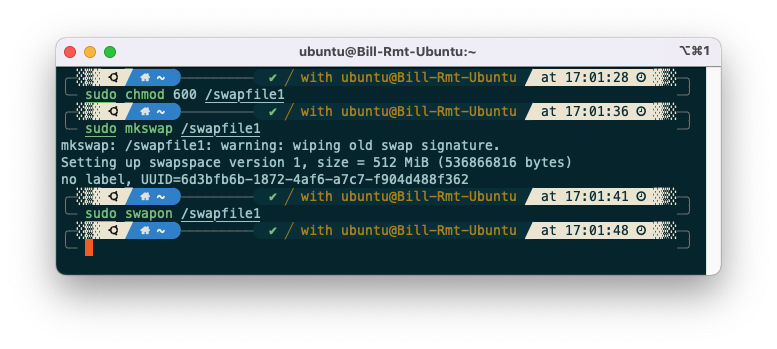 ubuntu@Bill-Rmt-Ubuntu:~ ⌥⌘1
~ ✔ / with ubuntu@Bill-Rmt-Ubuntu at 17:01:28
sudo chmod 600 /swapfile1
~ ✔ / with ubuntu@Bill-Rmt-Ubuntu at 17:01:36
sudo mkswap /swapfile1
mkswap: /swapfile1: warning: wiping old swap signature.
Setting up swapspace version 1, size = 512 MiB (536866816 bytes)
no label, UUID=6d3bfb6b-1872-4af6-a7c7-f904d488f362
~ ✔ / with ubuntu@Bill-Rmt-Ubuntu at 17:01:41
sudo swapon /swapfile1
~ ✔ / with ubuntu@Bill-Rmt-Ubuntu at 17:01:48